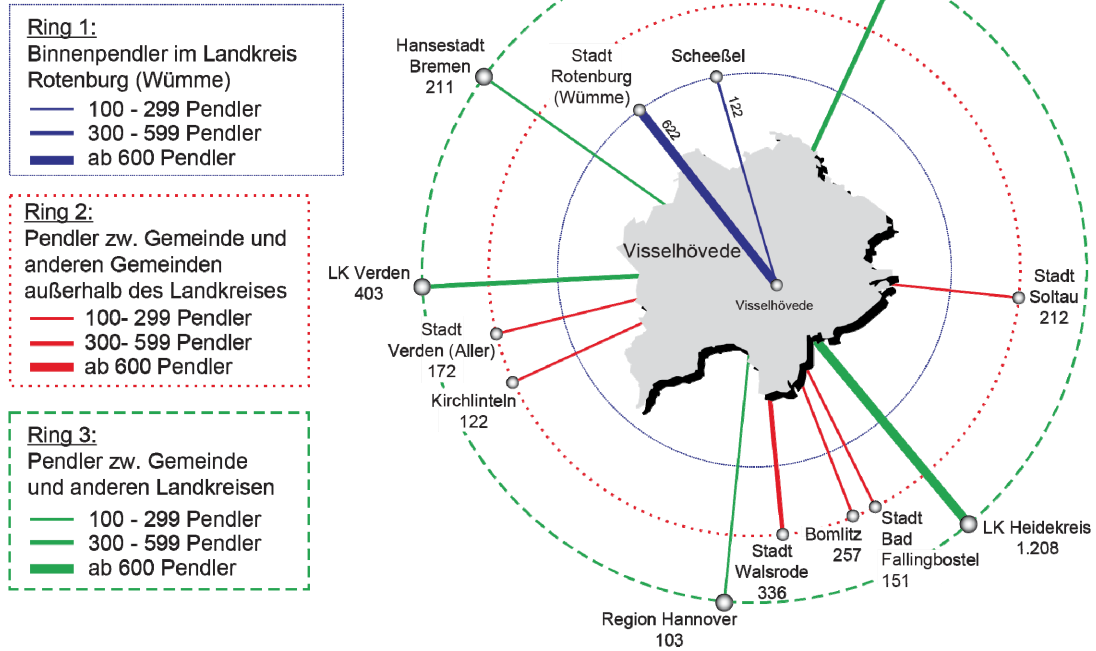 Ring 1:
Binnenpendler im Landkreis
Rotenburg (Wümme)
100 - 299 Pendler
300 - 599 Pendler
ab 600 Pendler
Ring 2:
Pendler zw. Gemeinde und
anderen Gemeinden
außerhalb des Landkreises
100- 299 Pendler
300- 599 Pendler
ab 600 Pendler
Ring 3:
Pendler zw. Gemeinde
und anderen Landkreisen
100 - 299 Pendler
300 - 599 Pendler
ab 600 Pendler
Hansestadt
Bremen
211
Stadt
Rotenburg
(Wümme)
622
Scheeßel
122
Visselhövede
Visselhövede
LK Verden
403
Stadt
Verden (Aller)
172
Kirchlinteln
122
Stadt
Soltau
212
Region Hannover
103
Stadt
Walsrode
336
Bomlitz
257
Stadt
Bad
Fallingbostel
151
LK Heidekreis
1.208